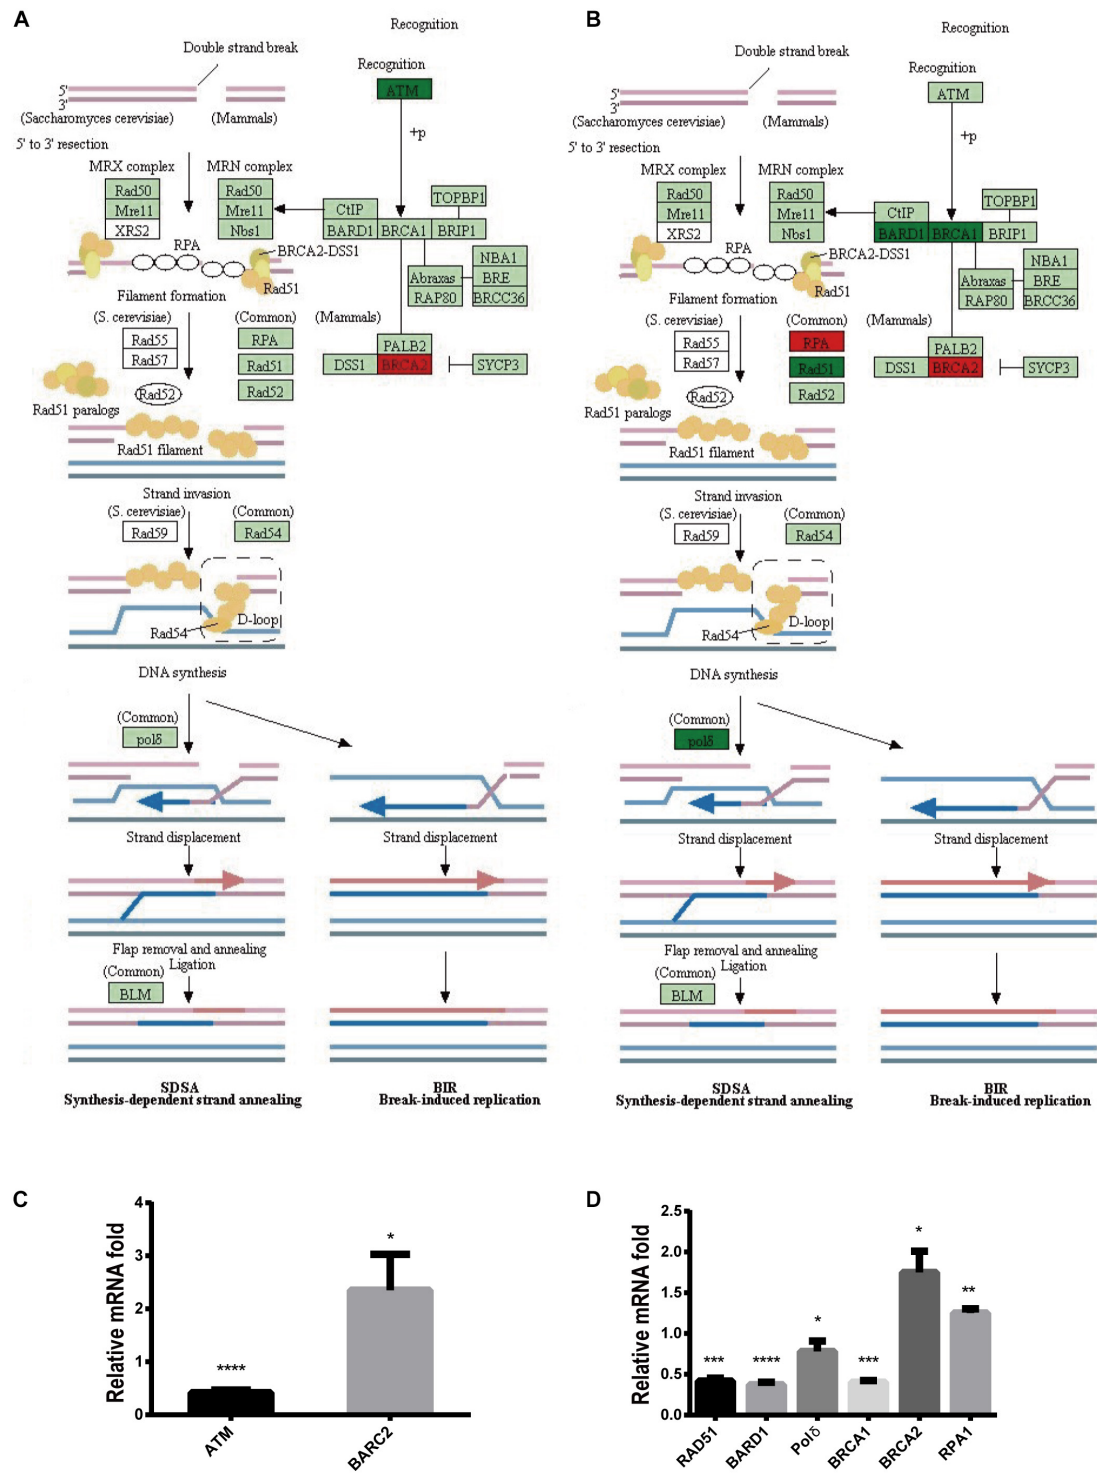 A
Recognition
Double strand break
Recognition
ATM
5'
3'
(Saccharomyces cerevisiae)
(Mammals)
+p
5' to 3' resection
MRX complex
MRN complex
Rad50
Rad50
TOPBP1
Mre11
Mre11
CtIP
XRS2
Nbs1
BARD1
BRCA1
BRIP1
RPA
BRCA2-DSS1
NBA1
Abraxas
BRE
Rad51
RAP80
BRCC36
Filament formation
(S. cerevisiae)
(Common)
(Mammals)
Rad55
RPA
PALB2
Rad57
Rad51
DSS1
BRCA2
SYCP3
Rad52
Rad52
Rad51 paralogs
Rad51 filament
Strand invasion
(S. cerevisiae)
(Common)
Rad59
Rad54
D-loop
Rad54
DNA synthesis
(Common)
polδ
Strand displacement
Strand displacement
Flap removal and annealing
Ligation
(Common)
BLM
SDSA
Synthesis-dependent strand annealing
BIR
Break-induced replication
B
Recognition
Double strand break
Recognition
ATM
5'
3'
(Saccharomyces cerevisiae)
(Mammals)
+p
5' to 3' resection
MRX complex
MRN complex
Rad50
Rad50
TOPBP1
Mre11
Mre11
CtIP
XRS2
Nbs1
BARD1
BRCA1
BRIP1
RPA
BRCA2-DSS1
NBA1
Abraxas
BRE
Rad51
RAP80
BRCC36
Filament formation
(S. cerevisiae)
(Common)
(Mammals)
Rad55
RPA
PALB2
Rad57
Rad51
DSS1
BRCA2
SYCP3
Rad52
Rad52
Rad51 paralogs
Rad51 filament
Strand invasion
(S. cerevisiae)
(Common)
Rad59
Rad54
D-loop
Rad54
DNA synthesis
(Common)
polδ
Strand displacement
Strand displacement
Flap removal and annealing
Ligation
(Common)
BLM
SDSA
Synthesis-dependent strand annealing
BIR
Break-induced replication
C
Relative mRNA fold
4
3
2
1
0
****
*
ATM
BARC2
D
Relative mRNA fold
2.5
2.0
1.5
1.0
0.5
0.0
***
****
*
***
*
**
RAD51
BARD1
Polδ
BRCA1
BRCA2
RPA1